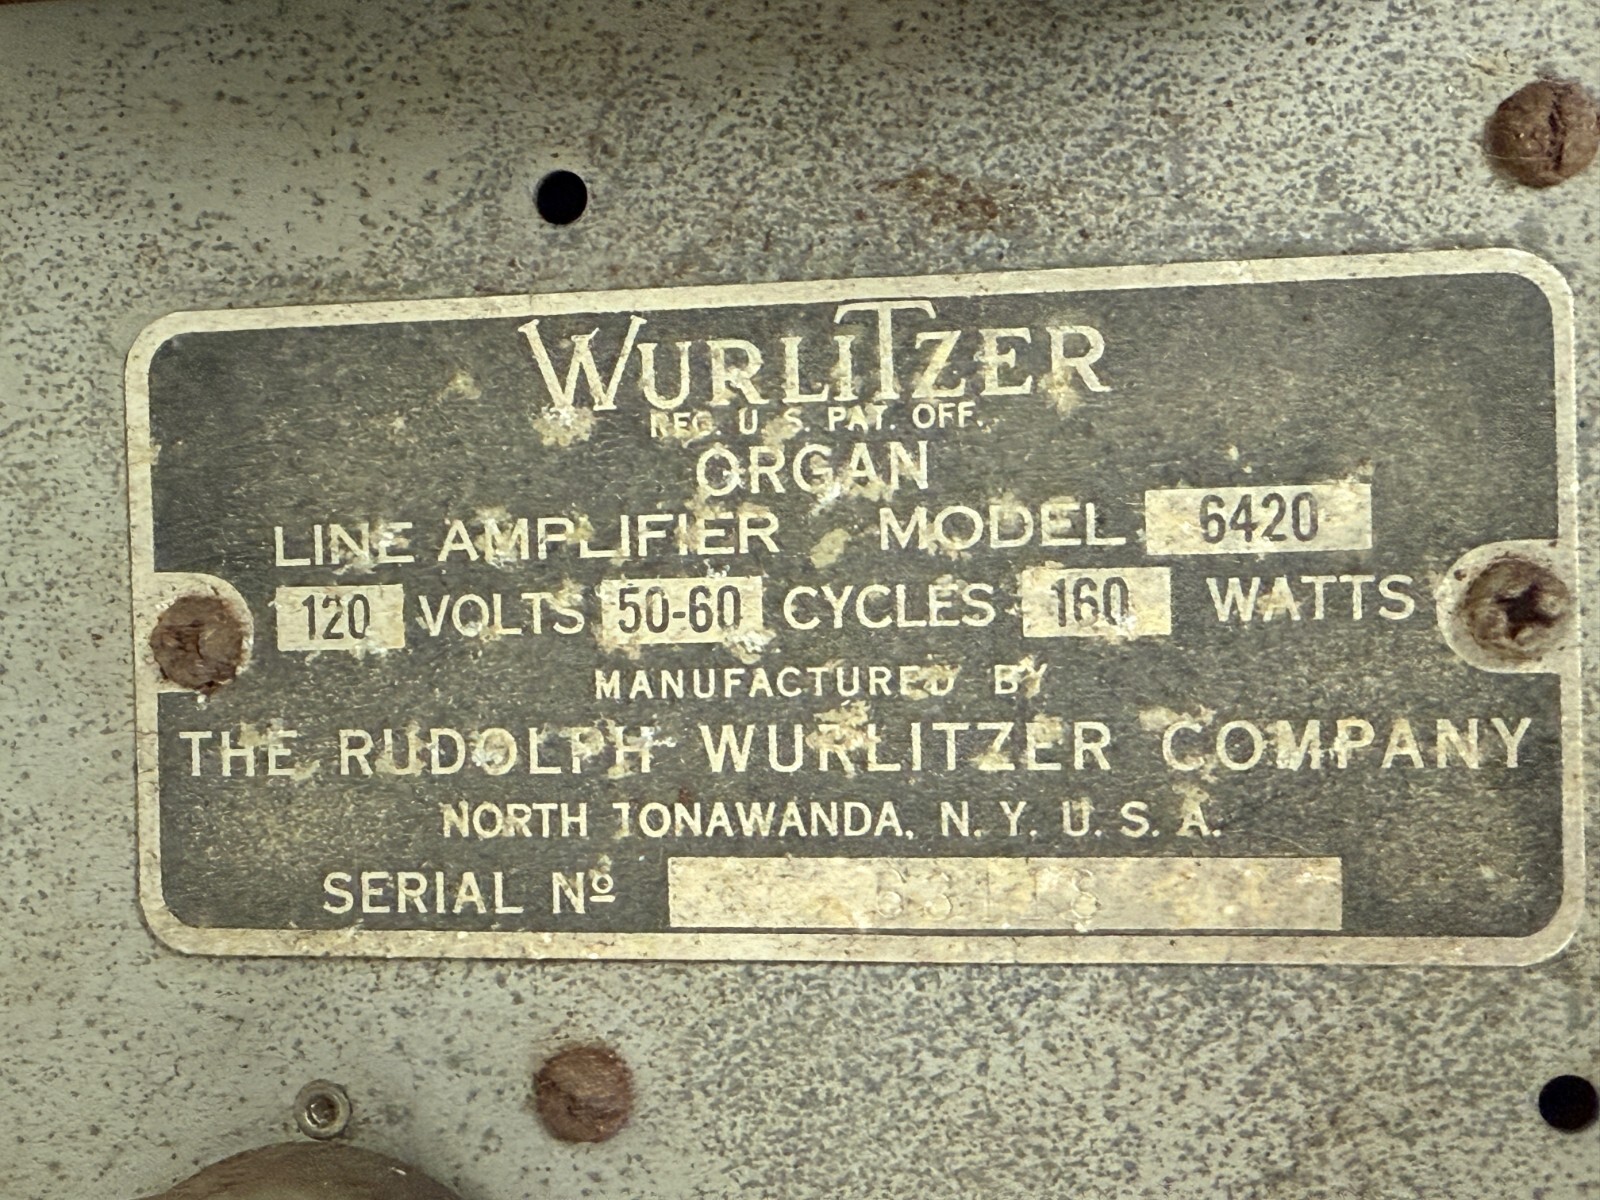 WURLITZER
REG. U. S. PAT. OFF.
ORGAN
LINE AMPLIFIER MODEL 6420
120 VOLTS 50-60 CYCLES 160 WATTS
MANUFACTURED BY
THE RUDOLPH WURLITZER COMPANY
NORTH TONAWANDA, N. Y. U. S. A.
SERIAL Nº